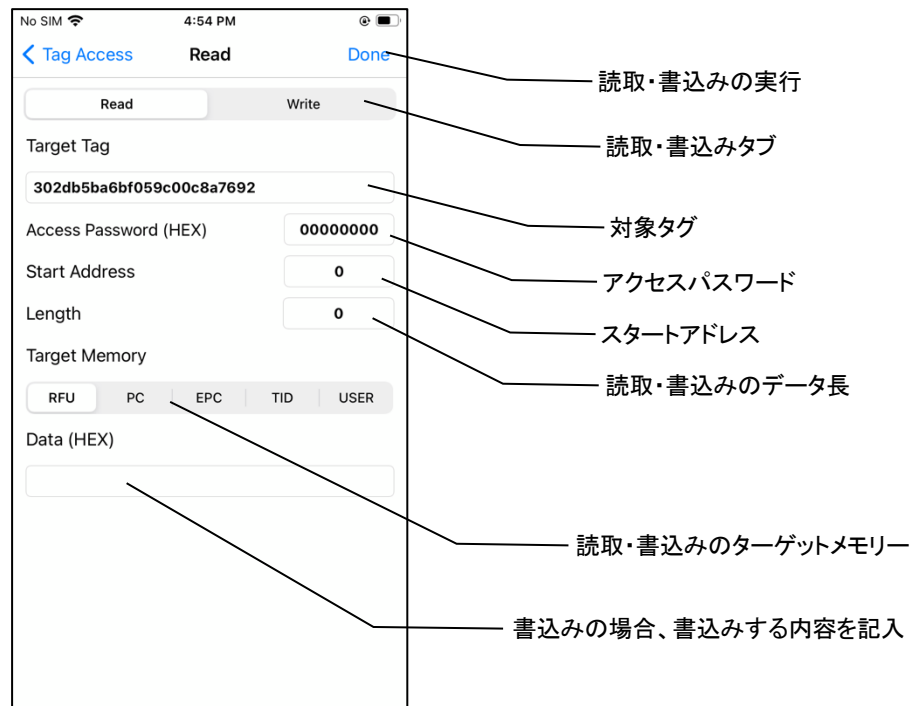 No SIM 4:54 PM
Tag Access Read Done
読取・書込みの実行
Read Write
読取・書込みタブ
Target Tag
302db5ba6bf059c00c8a7692
対象タグ
Access Password (HEX) 00000000
アクセスパスワード
Start Address 0
スタートアドレス
Length 0
読取・書込みのデータ長
Target Memory
RFU PC EPC TID USER
Data (HEX)
読取・書込みのターゲットメモリー
書込みの場合、書込みする内容を記入